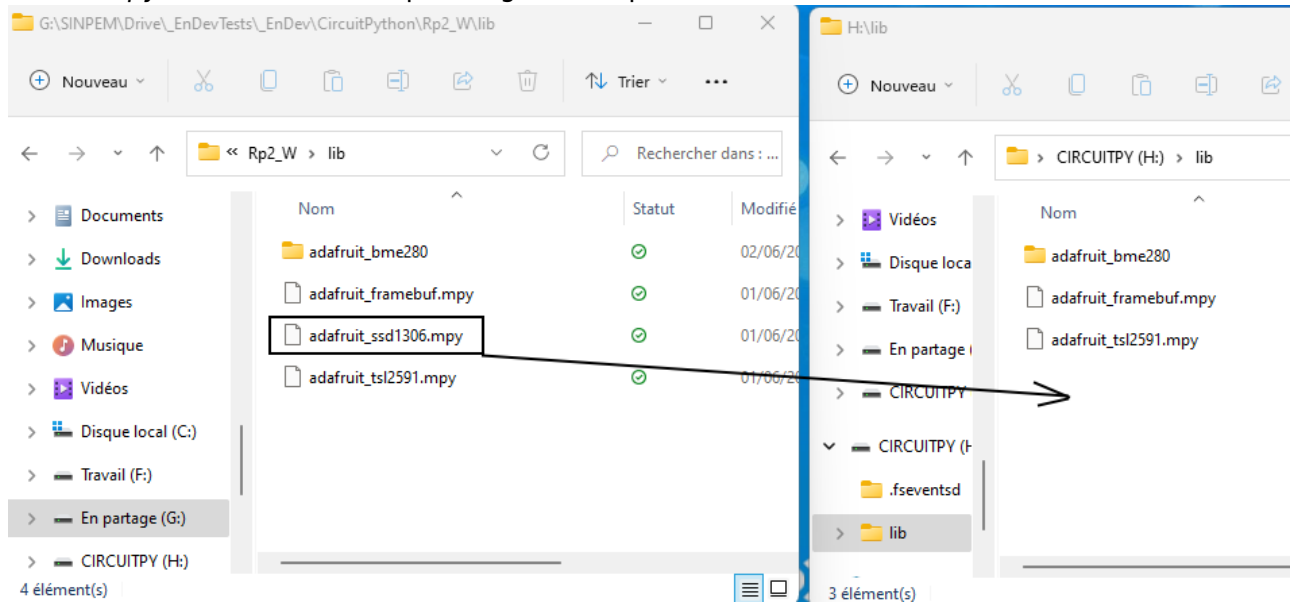 G:\SINPEM\Drive\_EnDevTests\_EnDev\CircuitPython\Rp2_W\lib
Nouveau
Trier
Rp2_W > lib
Rechercher dans : ...
Nom Statut Modifié
Documents
Downloads
Images
Musique
Vidéos
Disque local (C:)
Travail (F:)
En partage (G:)
CIRCUITPY (H:)
adafruit_bme280 02/06/20
adafruit_framebuf.mpy 01/06/20
adafruit_ssd1306.mpy 01/06/20
adafruit_tsl2591.mpy 01/06/20
4 élément(s)
H:\lib
Nouveau
> CIRCUITPY (H:) > lib
Nom
Vidéos
Disque loca
Travail (F:)
En partage (
CIRCUITPY
CIRCUITPY (H
.fseventsd
lib
adafruit_bme280
adafruit_framebuf.mpy
adafruit_tsl2591.mpy
3 élément(s)